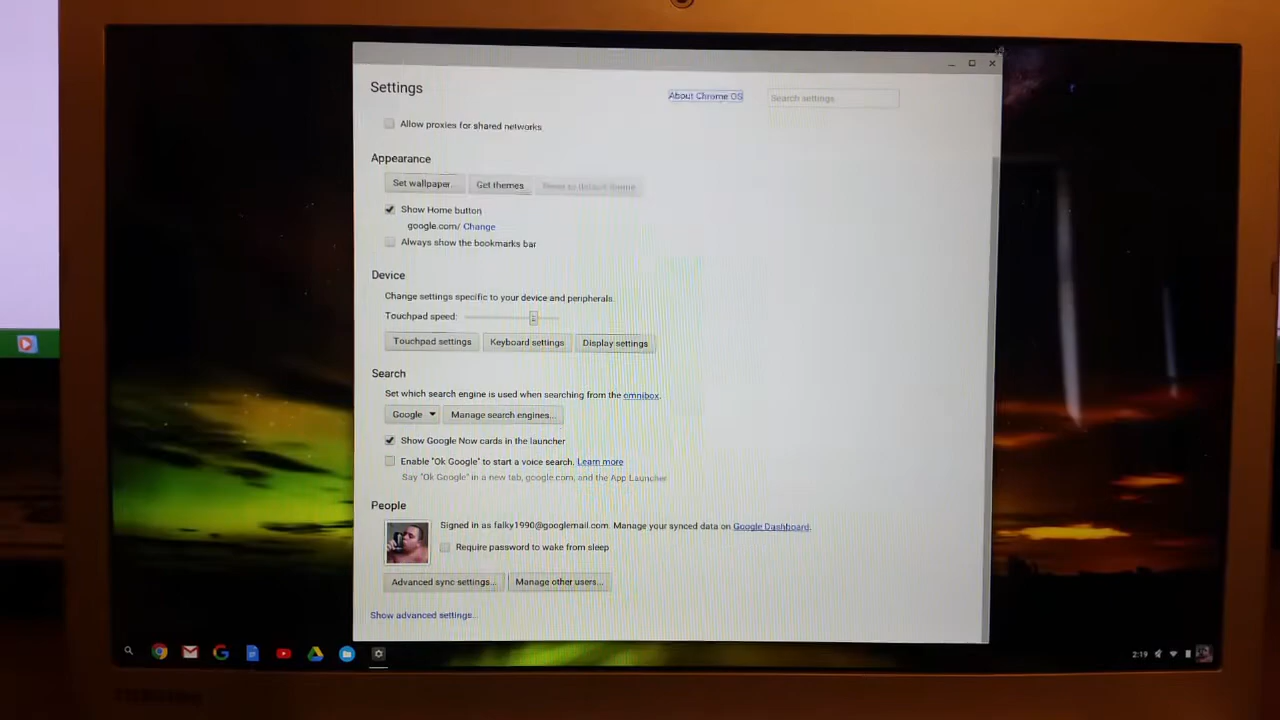 Settings
About Chrome OS
Search settings
Allow proxies for shared networks
Appearance
Set wallpaper...
Get themes
Reset to default theme
Show Home button
google.com/ Change
Always show the bookmarks bar
Device
Change settings specific to your device and peripherals.
Touchpad speed:
Touchpad settings
Keyboard settings
Display settings
Search
Set which search engine is used when searching from the omnibox.
Google
Manage search engines...
Show Google Now cards in the launcher
Enable "Ok Google" to start a voice search. Learn more
Say "Ok Google" in a new tab, google.com, and the App Launcher
People
Signed in as falky1990@googlemail.com. Manage your synced data on Google Dashboard.
Require password to wake from sleep
Advanced sync settings...
Manage other users...
Show advanced settings...
2:19